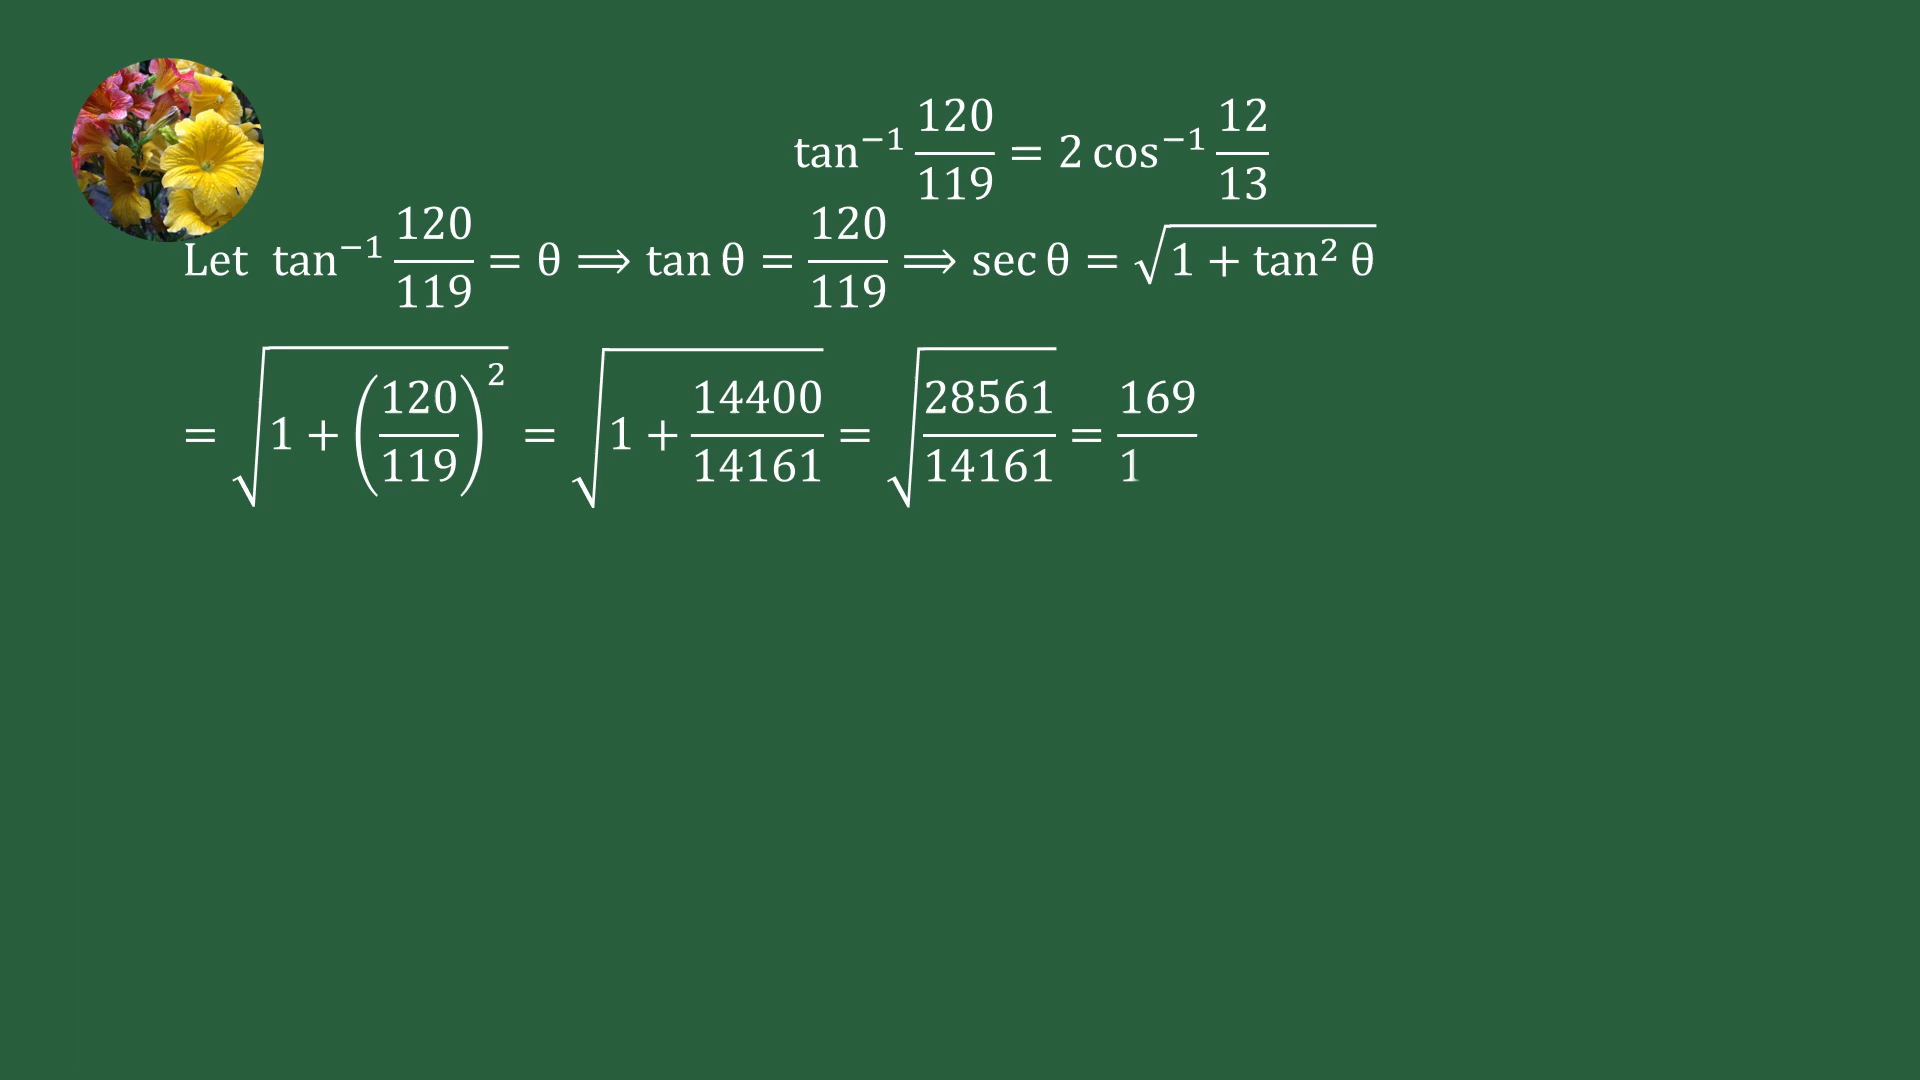 tan⁻¹ 120/119 = 2 cos⁻¹ 12/13
Let tan⁻¹ 120/119 = θ ⟹ tan θ = 120/119 ⟹ sec θ = √(1 + tan² θ)
= √(1 + (120/119)²) = √(1 + 14400/14161) = √(28561/14161) = 169/1